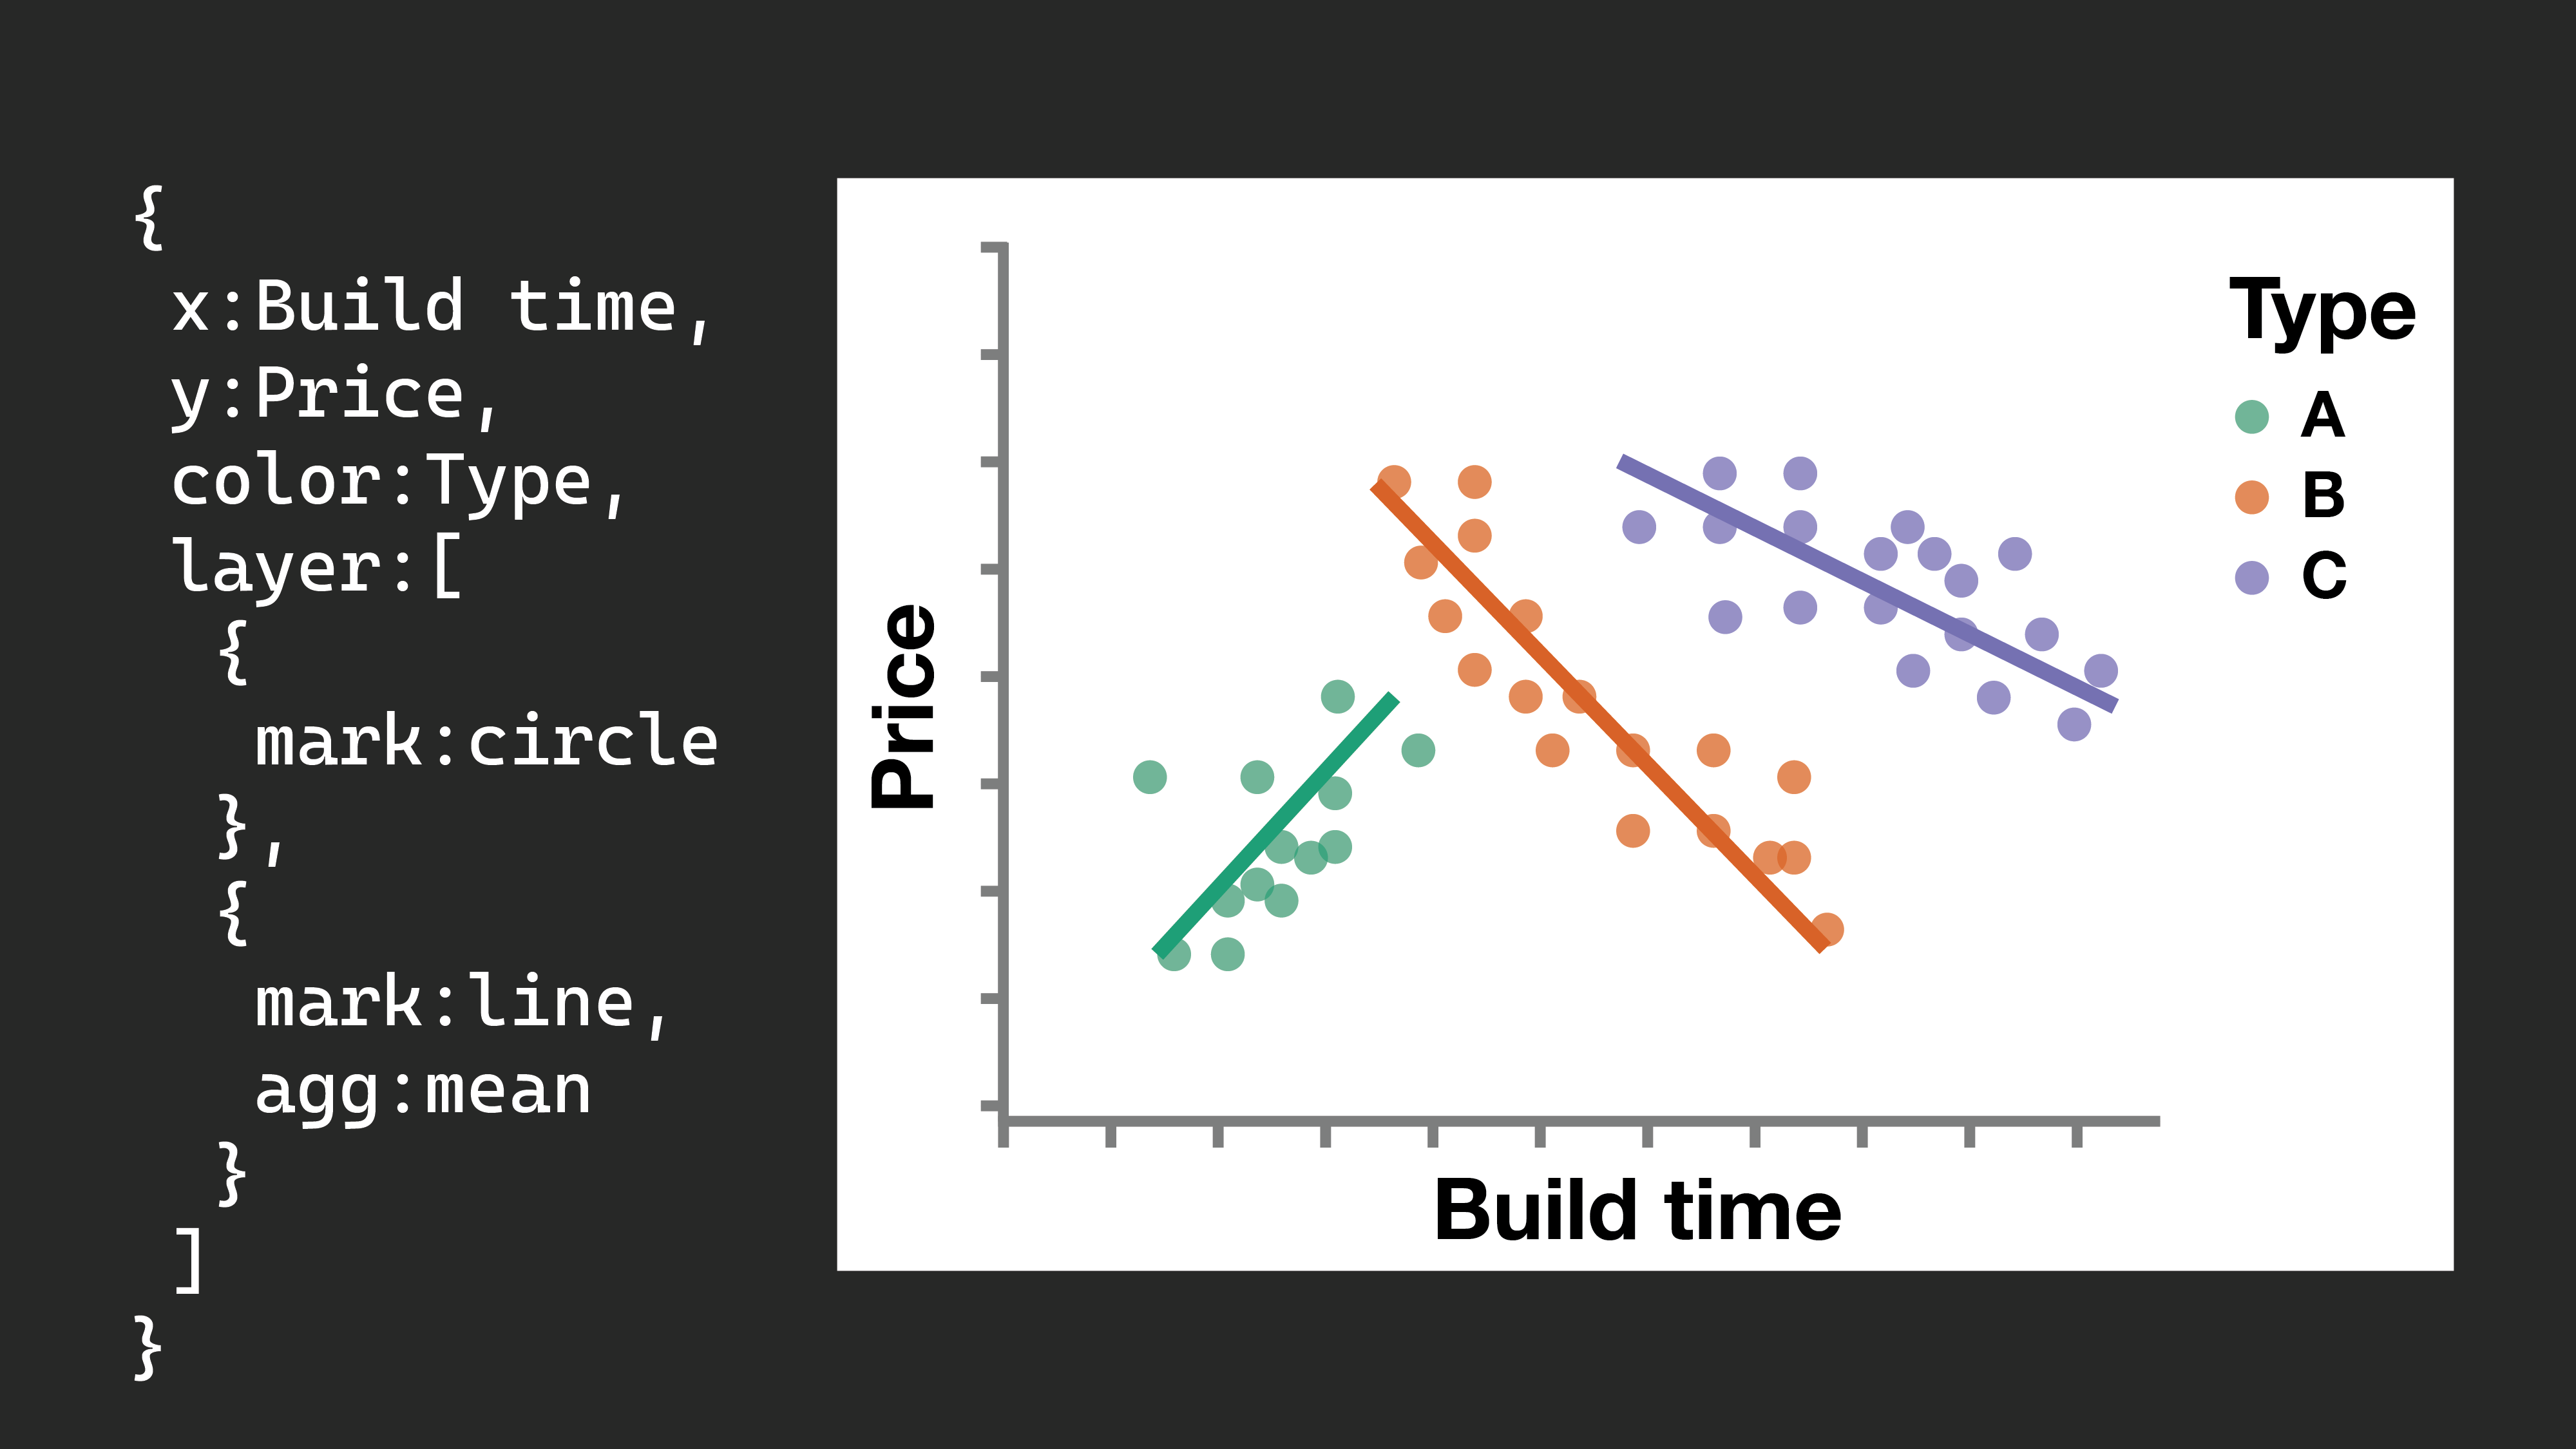 {
x:Build time,
y:Price,
color:Type,
layer:[
{
mark:circle
},
{
mark:line,
agg:mean
}
]
}
Price
Build time
Type
A
B
C